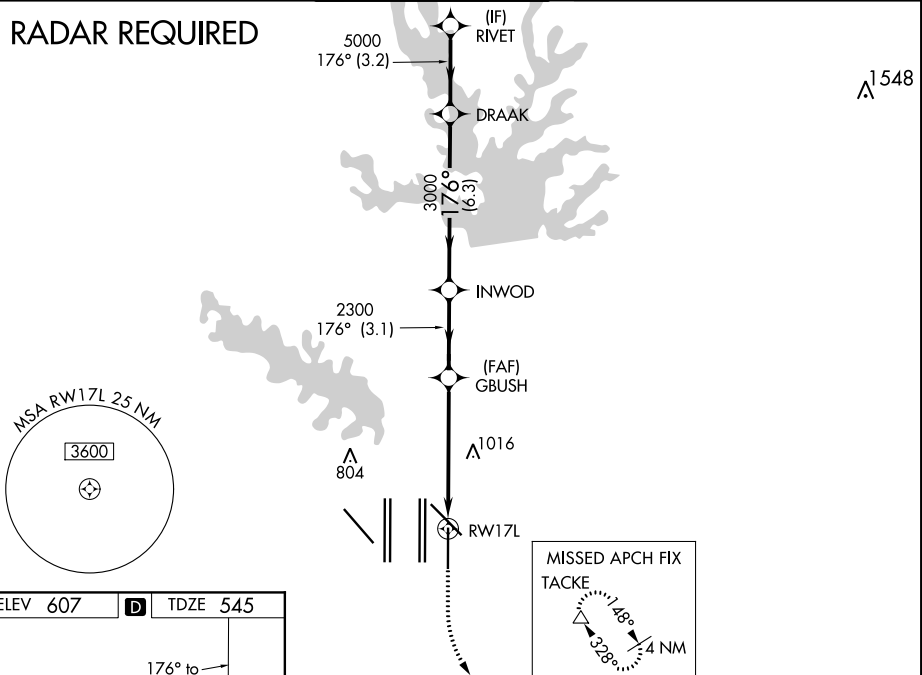 RADAR REQUIRED
(IF)
RIVET
5000
176° (3.2)
1548
DRAAK
3000
176°
(6.3)
INWOD
2300
176° (3.1)
(FAF)
GBUSH
MSA RW17L 25 NM
3600
1016
804
RW17L
MISSED APCH FIX
TACKE
148°
328°
4 NM
ELEV 607
D
TDZE 545
176° to